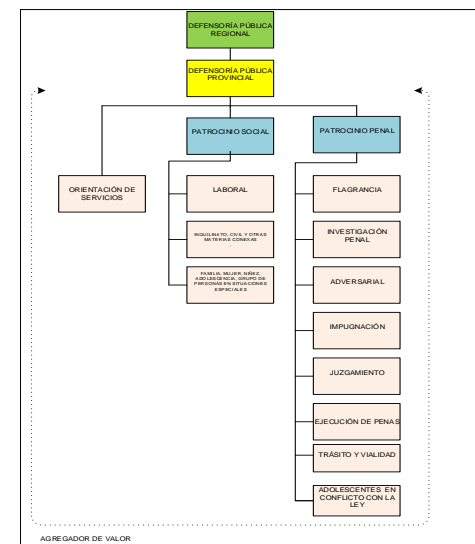 DEFENSORÍA PÚBLICA
REGIONAL
DEFENSORÍA PÚBLICA
PROVINCIAL
PATROCINIO SOCIAL
PATROCINIO PENAL
ORIENTACIÓN DE
SERVICIOS
LABORAL
INQUILINATO, CIVIL Y OTRAS
MATERIAS CONEXAS
.
FAMILIA, MUJER, NIÑEZ,
ADOLESCENCIA, GRUPO DE
PERSONAS EN SITUACIONES
ESPECIALES
FLAGRANCIA
INVESTIGACIÓN
PENAL
ADVERSARIAL
IMPUGNACIÓN
JUZGAMIENTO
EJECUCIÓN DE PENAS
TRÁSITO Y VIALIDAD
ADOLESCENTES EN
CONFLICTO CON LA
LEY
AGREGADOR DE VALOR